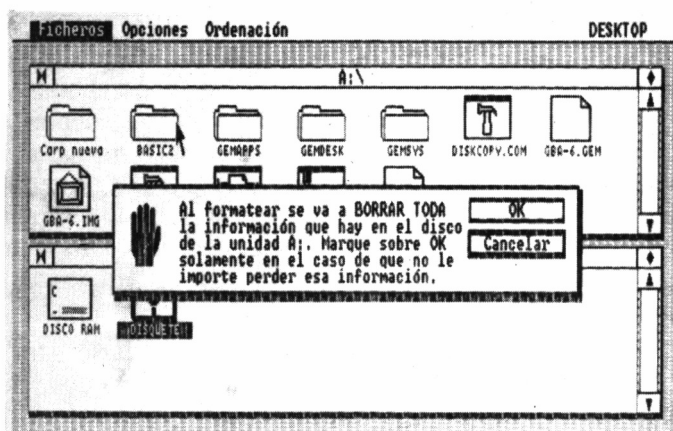 Ficheros Opciones Ordenación DESKTOP
A:\
Carp nueva BASIC2 GEMAPPS GEMDESK GEMSYS DISKCOPY.COM GBA-6.GEM
GBA-6.IMG
Al formatear se va a BORRAR TODA
la información que hay en el disco
de la unidad A:. Marque sobre OK
solamente en el caso de que no le
importe perder esa información.
OK
Cancelar
C
DISCO RAM DISQUETE